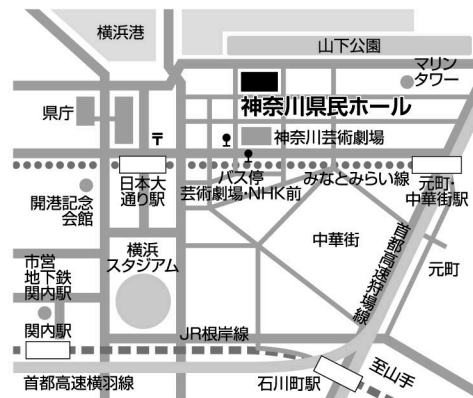 横浜港
山下公園
マリン
タワー
神奈川県民ホール
県庁
〒
神奈川芸術劇場
日本大
通り駅
バス停
芸術劇場・NHK前
みなとみらい線
元町・
中華街駅
開港記念
会館
横浜
スタジアム
中華街
首都高速狩場線
元町
市営
地下鉄
関内駅
関内駅
JR根岸線
首都高速横羽線
石川町駅
至山手